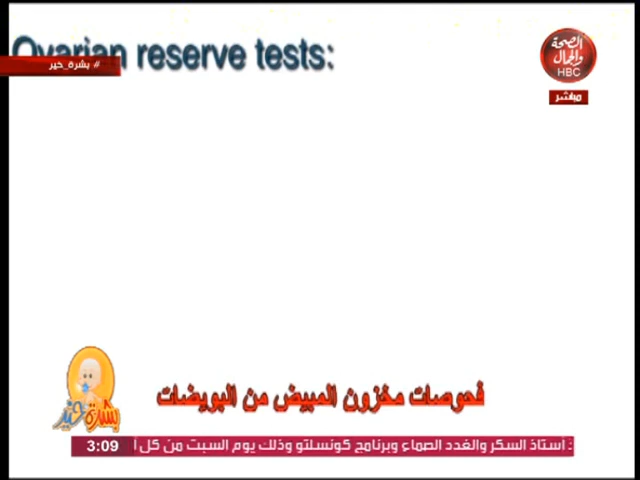 Ovarian reserve tests:
# بشرة_خير
الصحة
والجمال
HBC
مباشر
فحوصات مخزون المبيض من البويضات
بشرة خير
3:09
استاذ السكر والغدد الصماء وبرنامج كونسلتو وذلك يوم السبت من كل